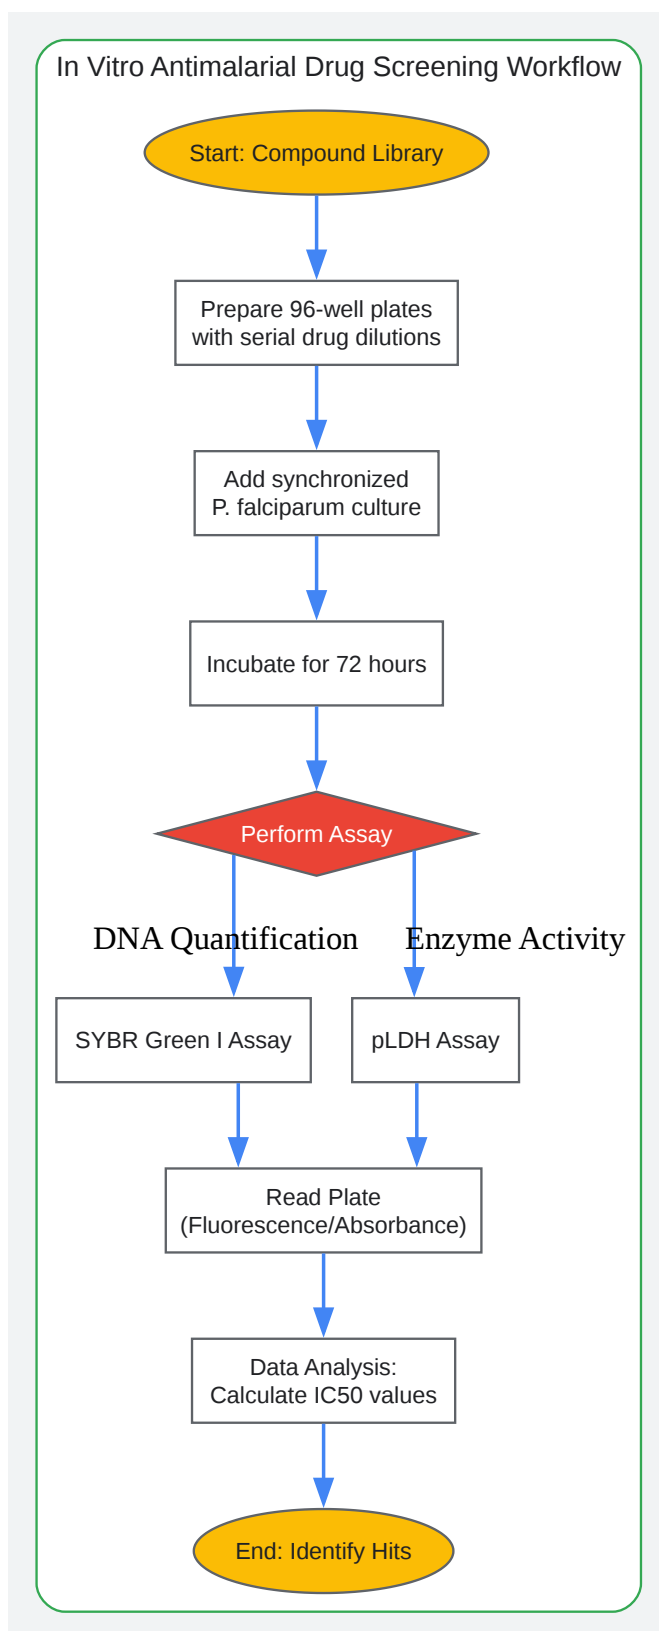 In Vitro Antimalarial Drug Screening Workflow
Start: Compound Library
Prepare 96-well plates
with serial drug dilutions
Add synchronized
P. falciparum culture
Incubate for 72 hours
Perform Assay
DNA Quantification
Enzyme Activity
SYBR Green I Assay
pLDH Assay
Read Plate
(Fluorescence/Absorbance)
Data Analysis:
Calculate IC50 values
End: Identify Hits